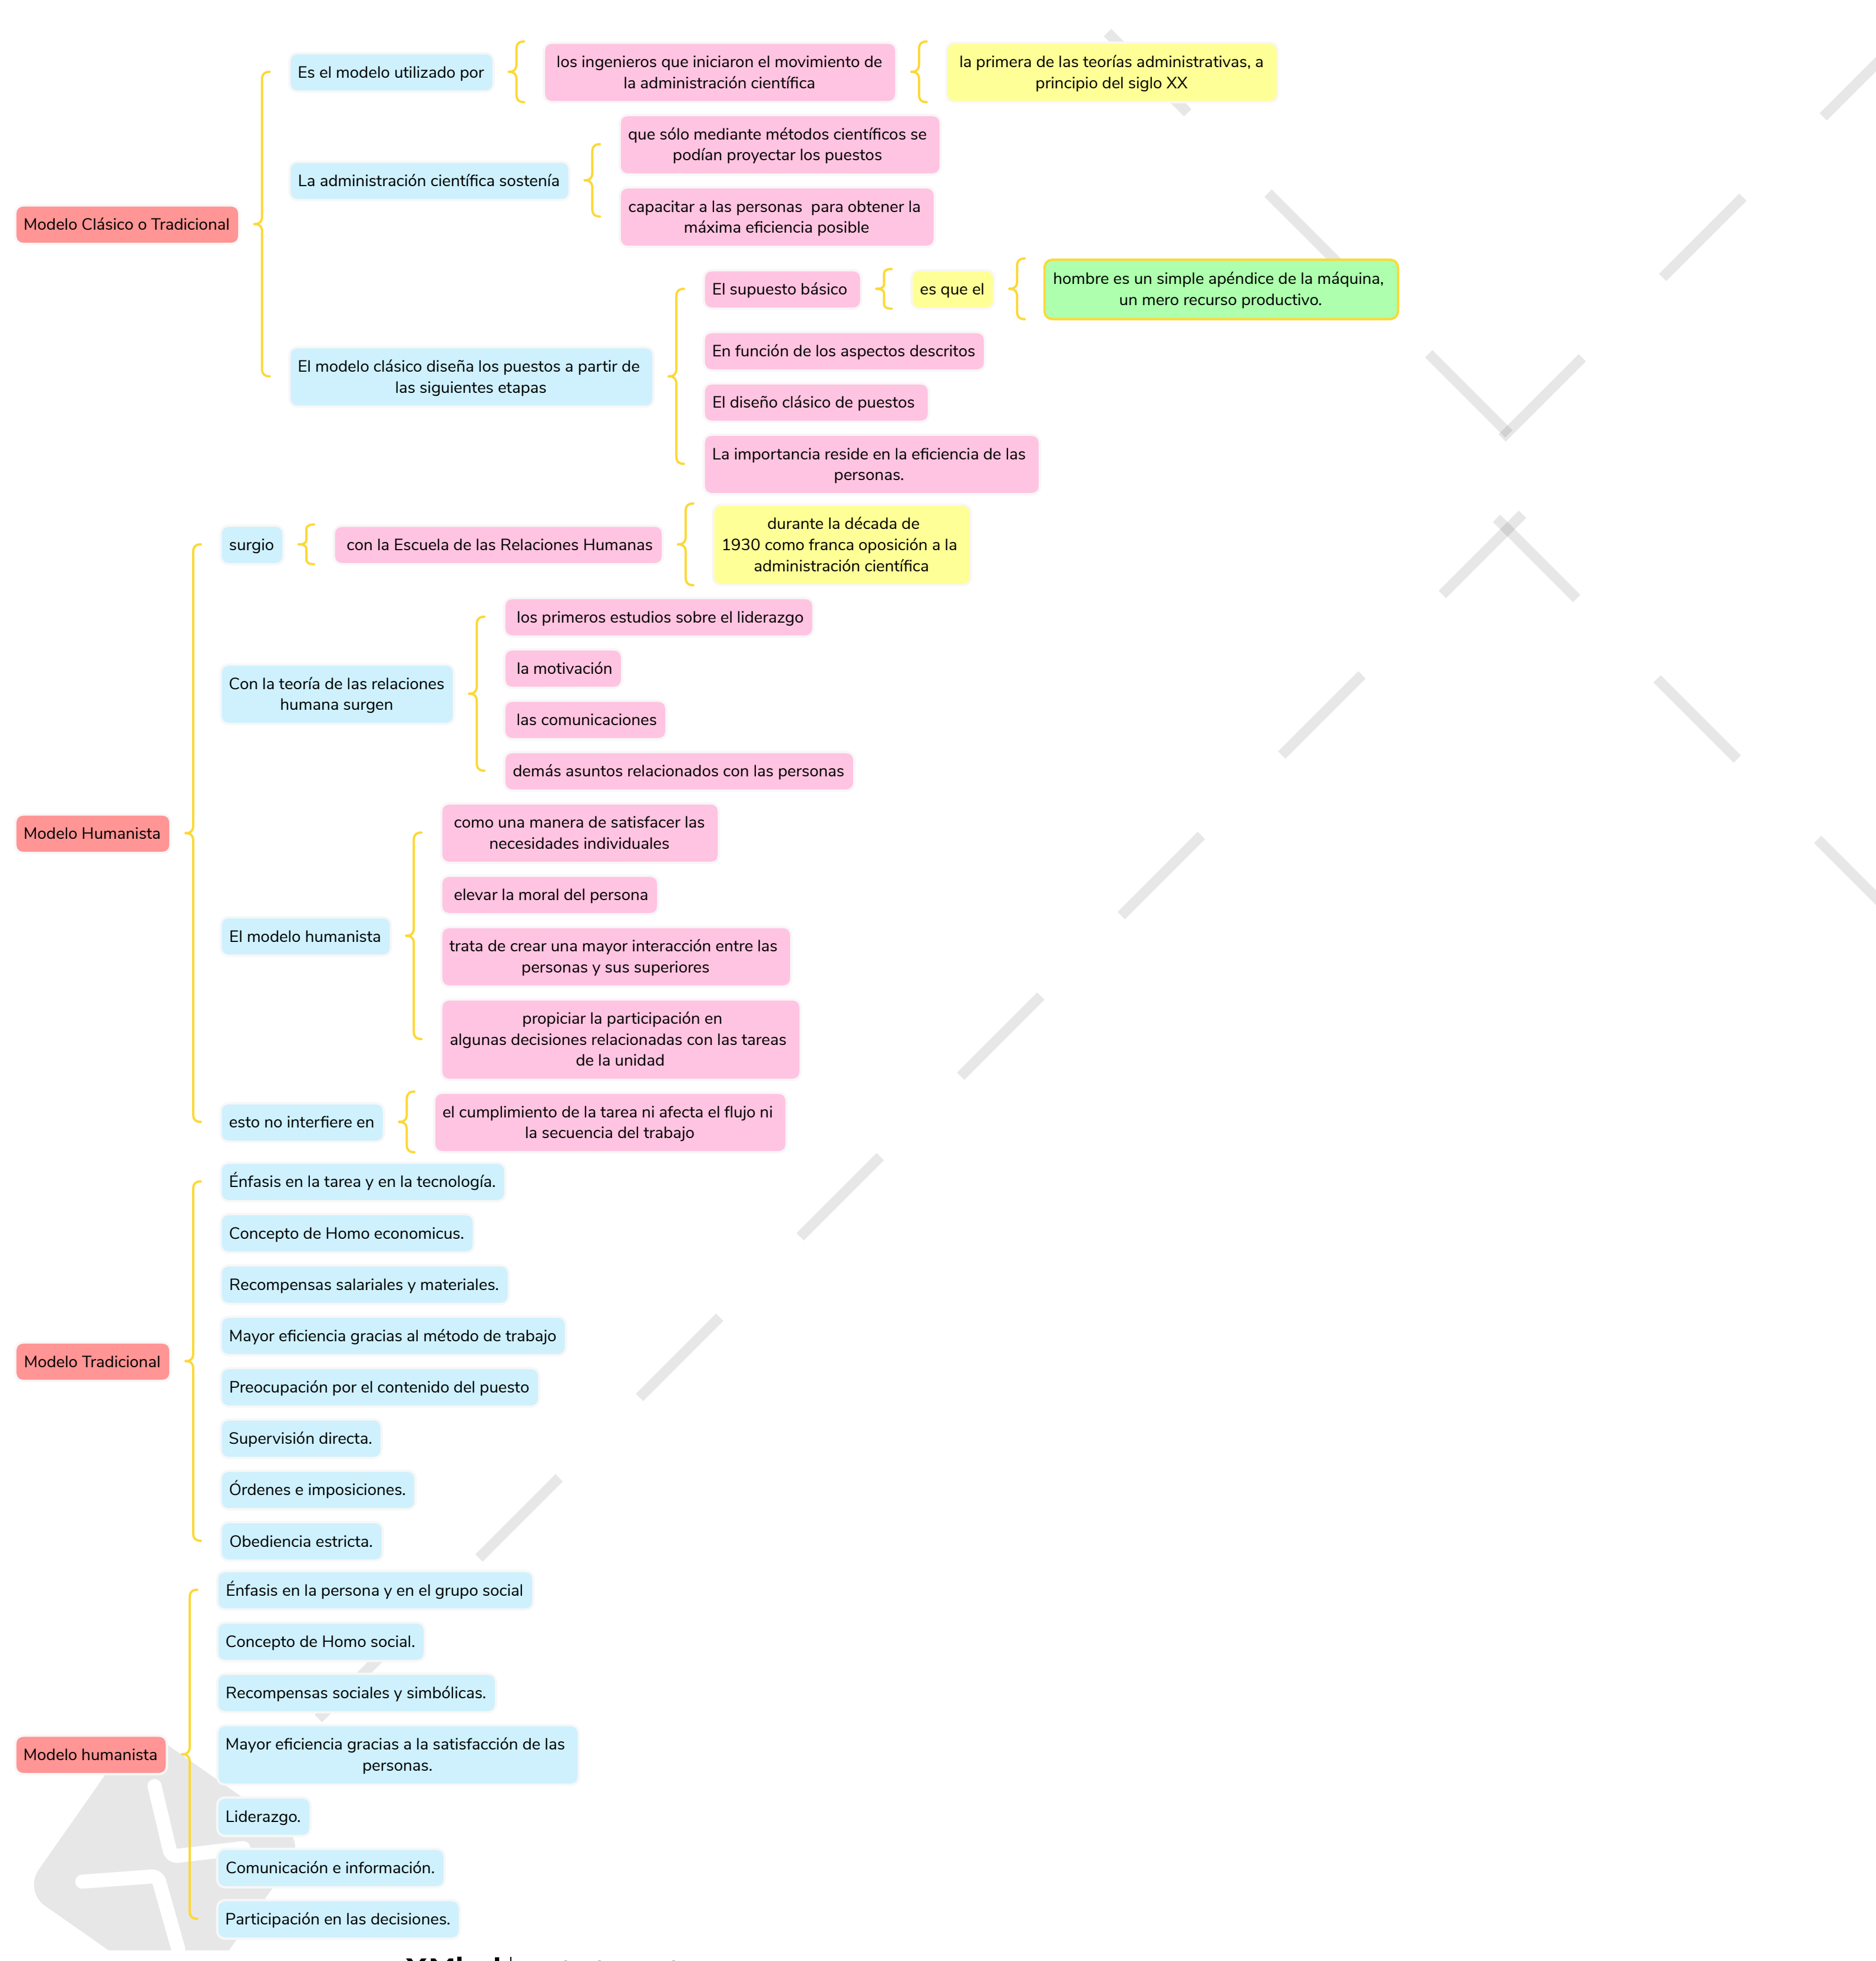 Modelo Clásico o Tradicional
Es el modelo utilizado por
los ingenieros que iniciaron el movimiento de
la administración científica
la primera de las teorías administrativas, a
principio del siglo XX
La administración científica sostenía
que sólo mediante métodos científicos se
podían proyectar los puestos
capacitar a las personas  para obtener la
máxima eficiencia posible
El modelo clásico diseña los puestos a partir de
las siguientes etapas
El supuesto básico
es que el
hombre es un simple apéndice de la máquina,
un mero recurso productivo.
En función de los aspectos descritos
El diseño clásico de puestos
La importancia reside en la eficiencia de las
personas.
Modelo Humanista
surgio
con la Escuela de las Relaciones Humanas
durante la década de
1930 como franca oposición a la
administración científica
Con la teoría de las relaciones
humana surgen
los primeros estudios sobre el liderazgo
la motivación
las comunicaciones
demás asuntos relacionados con las personas
El modelo humanista
como una manera de satisfacer las
necesidades individuales
elevar la moral del persona
trata de crear una mayor interacción entre las
personas y sus superiores
propiciar la participación en
algunas decisiones relacionadas con las tareas
de la unidad
esto no interfiere en
el cumplimiento de la tarea ni afecta el flujo ni
la secuencia del trabajo
Modelo Tradicional
Énfasis en la tarea y en la tecnología.
Concepto de Homo economicus.
Recompensas salariales y materiales.
Mayor eficiencia gracias al método de trabajo
Preocupación por el contenido del puesto
Supervisión directa.
Órdenes e imposiciones.
Obediencia estricta.
Modelo humanista
Énfasis en la persona y en el grupo social
Concepto de Homo social.
Recompensas sociales y simbólicas.
Mayor eficiencia gracias a la satisfacción de las
personas.
Liderazgo.
Comunicación e información.
Participación en las decisiones.